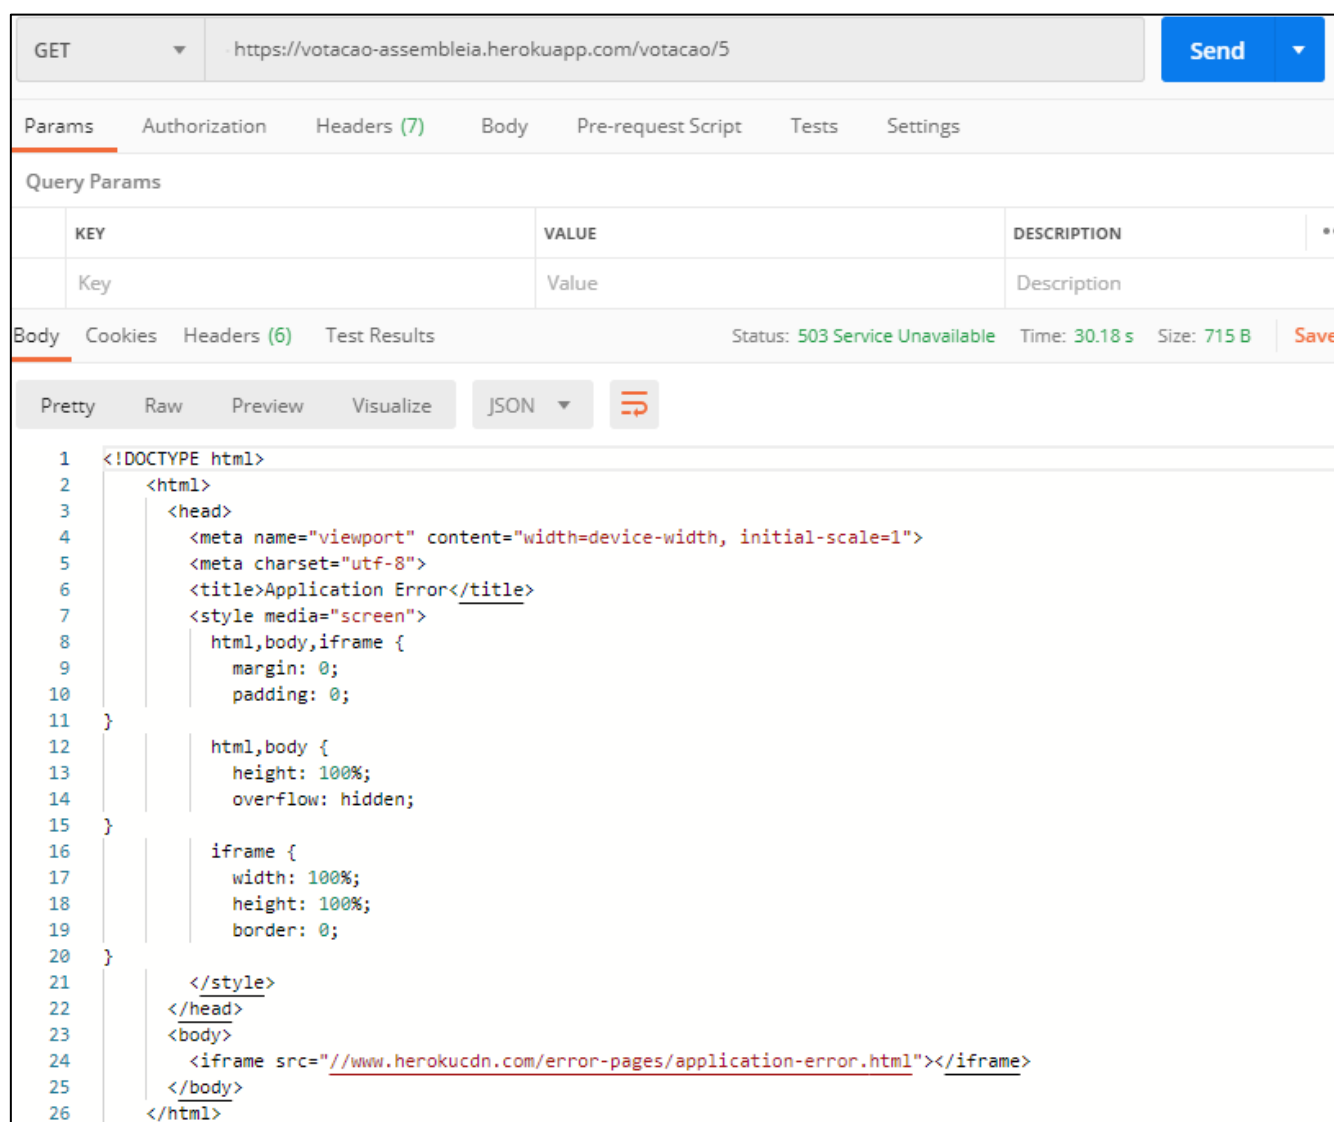 GET https://votacao-assembleia.herokuapp.com/votacao/5 Send
Params Authorization Headers (7) Body Pre-request Script Tests Settings
Query Params
KEY VALUE DESCRIPTION
Key Value Description
Body Cookies Headers (6) Test Results Status: 503 Service Unavailable Time: 30.18 s Size: 715 B Save
Pretty Raw Preview Visualize JSON
1 <!DOCTYPE html>
2 <html>
3 <head>
4 <meta name="viewport" content="width=device-width, initial-scale=1">
5 <meta charset="utf-8">
6 <title>Application Error</title>
7 <style media="screen">
8 html,body,iframe {
9 margin: 0;
10 padding: 0;
11 }
12 html,body {
13 height: 100%;
14 overflow: hidden;
15 }
16 iframe {
17 width: 100%;
18 height: 100%;
19 border: 0;
20 }
21 </style>
22 </head>
23 <body>
24 <iframe src="//www.herokucdn.com/error-pages/application-error.html"></iframe>
25 </body>
26 </html>